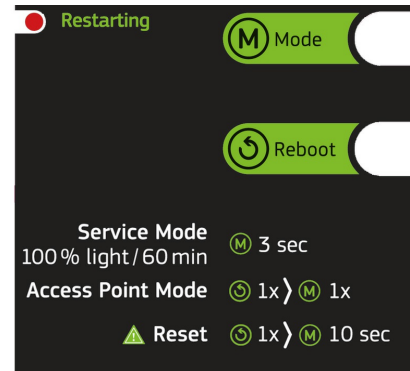 Restarting
M Mode
Reboot
Service Mode
100 % light / 60 min
M 3 sec
Access Point Mode
1x ⟩ M 1x
Reset
1x ⟩ M 10 sec